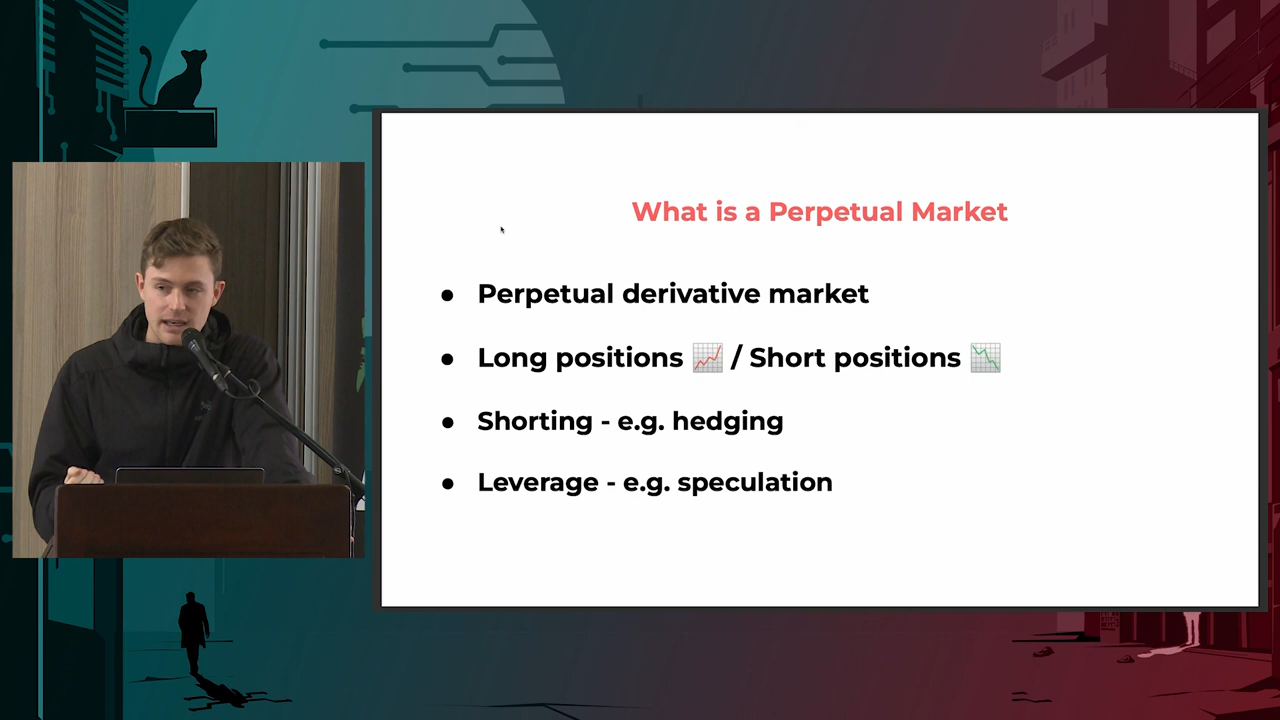 What is a Perpetual Market
● Perpetual derivative market
● Long positions 📈 / Short positions 📉
● Shorting - e.g. hedging
● Leverage - e.g. speculation